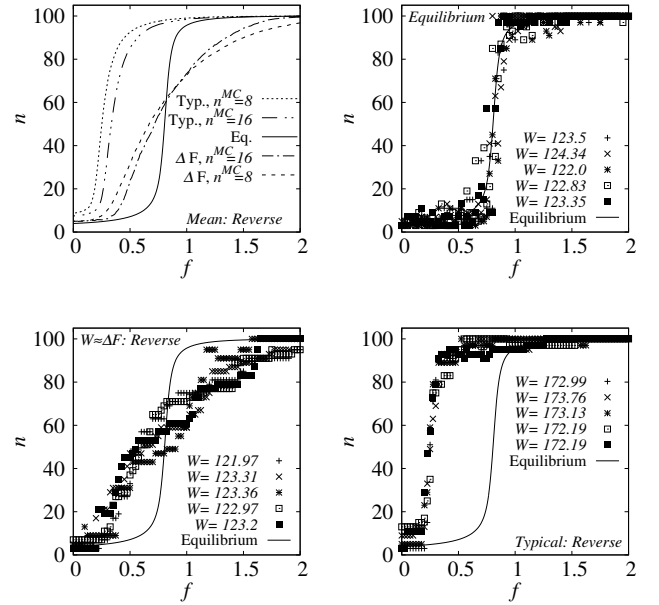 100
80
60
40
20
0
n
Typ., n^MC=8
Typ., n^MC=16
Eq.
Δ F, n^MC=16
Δ F, n^MC=8
Mean: Reverse
0 0.5 1 1.5 2
f
100
80
60
40
20
0
n
Equilibrium
W= 123.5
W= 124.34
W= 122.0
W= 122.83
W= 123.35
Equilibrium
0 0.5 1 1.5 2
f
100
80
60
40
20
0
n
W≈ΔF: Reverse
W= 121.97
W= 123.31
W= 123.36
W= 122.97
W= 123.2
Equilibrium
0 0.5 1 1.5 2
f
100
80
60
40
20
0
n
W= 172.99
W= 173.76
W= 173.13
W= 172.19
W= 172.19
Equilibrium
Typical: Reverse
0 0.5 1 1.5 2
f